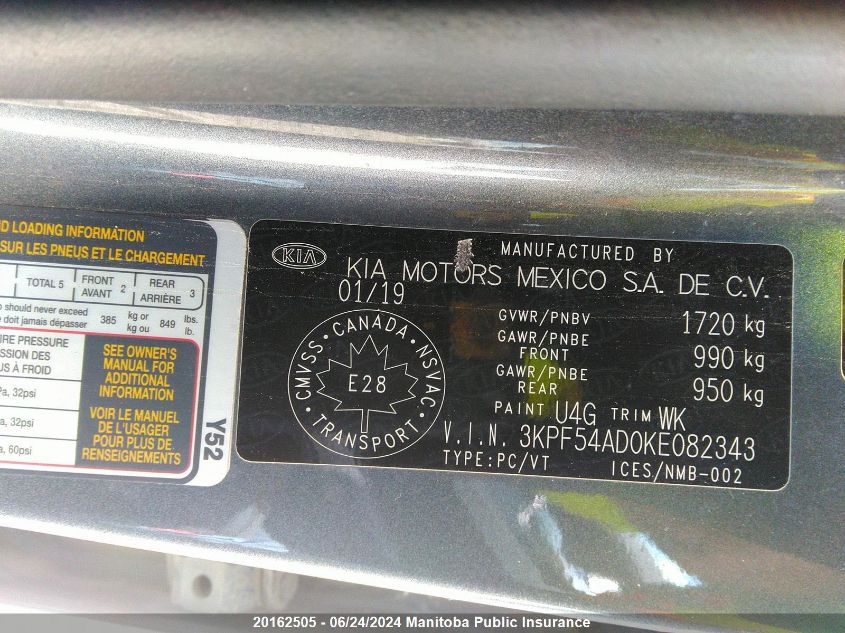 ND LOADING INFORMATION
SUR LES PNEUS ET LE CHARGEMENT
TOTAL 5 FRONT AVANT 2 REAR ARRIÈRE 3
o should never exceed
e doit jamais dépasser 385 kg or kg ou 849 lbs. lb.
IRE PRESSURE
SSION DES
US À FROID
a, 32psi
a, 32psi
a, 60psi
SEE OWNER'S
MANUAL FOR
ADDITIONAL
INFORMATION
VOIR LE MANUEL
DE L'USAGER
POUR PLUS DE
RENSEIGNEMENTS
Y52
KIA
MANUFACTURED BY
KIA MOTORS MEXICO S.A. DE C.V.
01/19
GVWR/PNBV 1720 kg
GAWR/PNBE
FRONT 990 kg
GAWR/PNBE
REAR 950 kg
PAINT U4G TRIM WK
V.I.N. 3KPF54AD0KE082343
TYPE:PC/VT ICES/NMB-002
CMVSS • CANADA • NSVAC • TRANSPORT •
E28
20162505 - 06/24/2024 Manitoba Public Insurance